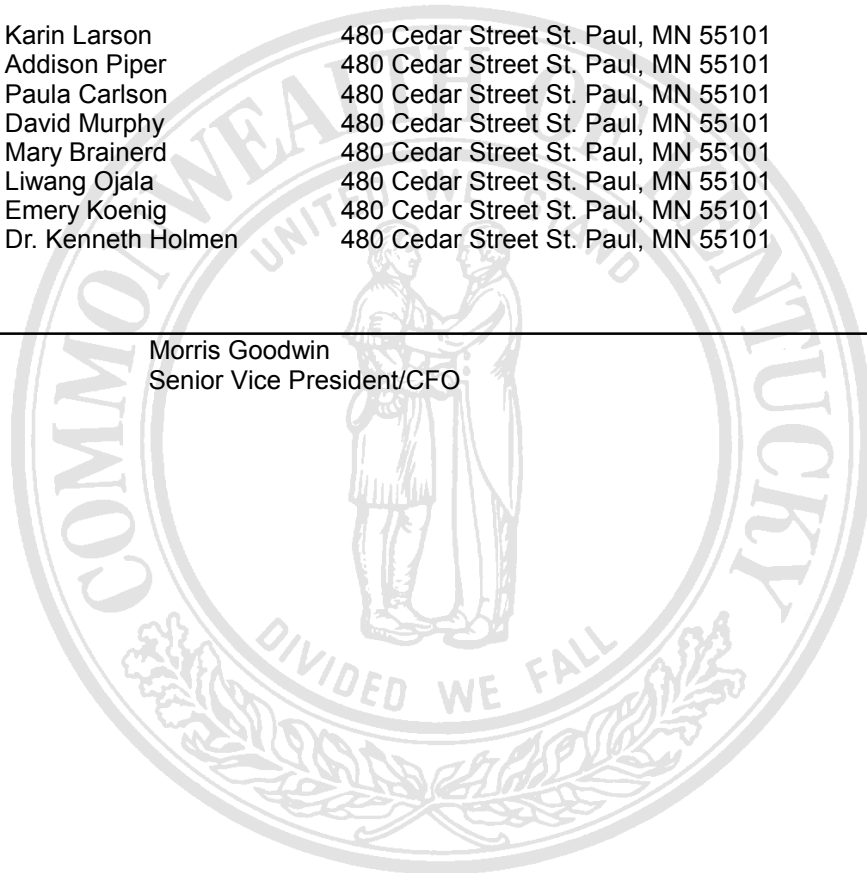 Karin Larson 480 Cedar Street St. Paul, MN 55101
Addison Piper 480 Cedar Street St. Paul, MN 55101
Paula Carlson 480 Cedar Street St. Paul, MN 55101
David Murphy 480 Cedar Street St. Paul, MN 55101
Mary Brainerd 480 Cedar Street St. Paul, MN 55101
Liwang Ojala 480 Cedar Street St. Paul, MN 55101
Emery Koenig 480 Cedar Street St. Paul, MN 55101
Dr. Kenneth Holmen 480 Cedar Street St. Paul, MN 55101
Morris Goodwin
Senior Vice President/CFO
COMMONWEALTH OF KENTUCKY
UNITED WE STAND
DIVIDED WE FALL